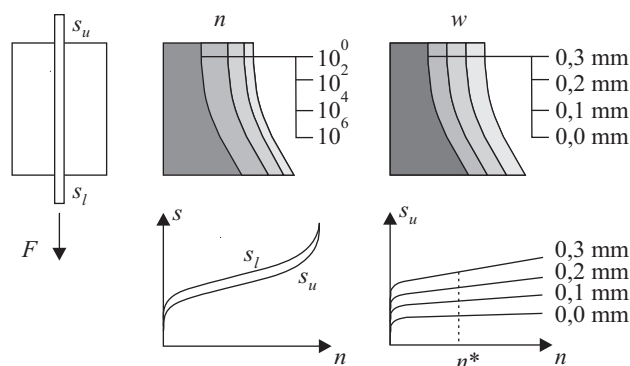 s_u
s_l
F
n
10^0
10^2
10^4
10^6
w
0,3 mm
0,2 mm
0,1 mm
0,0 mm
s
s_l
s_u
n
s_u
0,3 mm
0,2 mm
0,1 mm
0,0 mm
n*
n